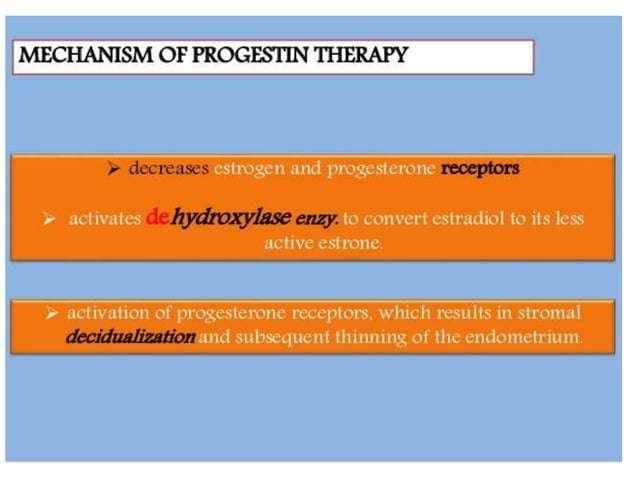 MECHANISM OF PROGESTIN THERAPY
➢ decreases estrogen and progesterone receptors
➢ activates dehydroxylase enzy. to convert estradiol to its less
active estrone.
➢ activation of progesterone receptors, which results in stromal
decidualization and subsequent thinning of the endometrium.